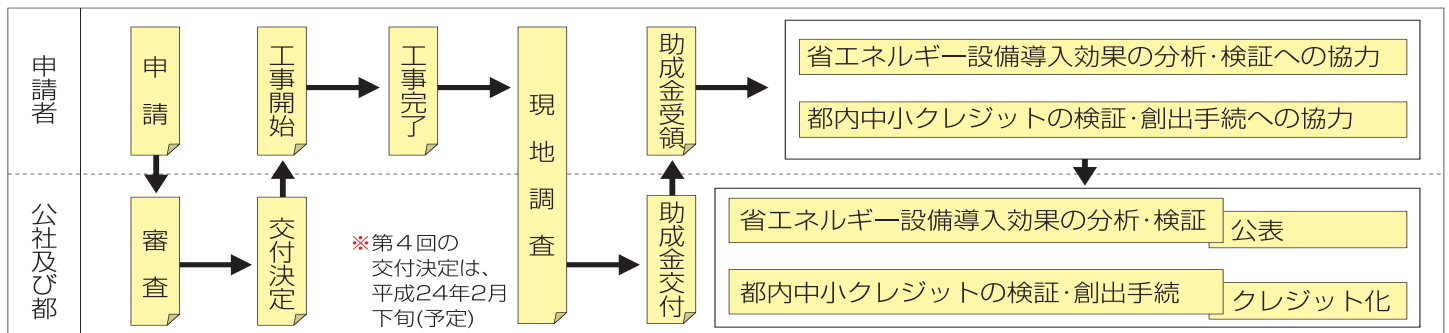 申請者
申請
工事開始
工事完了
現地調査
助成金受領
省エネルギー設備導入効果の分析・検証への協力
都内中小クレジットの検証・創出手続への協力
公社及び都
審査
交付決定
※第４回の
交付決定は、
平成24年2月
下旬(予定)
助成金交付
省エネルギー設備導入効果の分析・検証
公表
都内中小クレジットの検証・創出手続
クレジット化